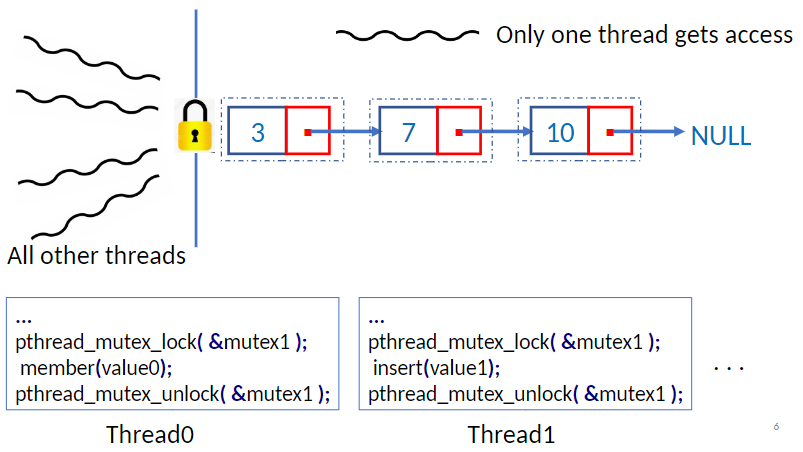 Only one thread gets access
3
7
10
NULL
All other threads
...
pthread_mutex_lock( &mutex1 );
member(value0);
pthread_mutex_unlock( &mutex1 );
Thread0
...
pthread_mutex_lock( &mutex1 );
insert(value1);
pthread_mutex_unlock( &mutex1 );
Thread1
. . .
6